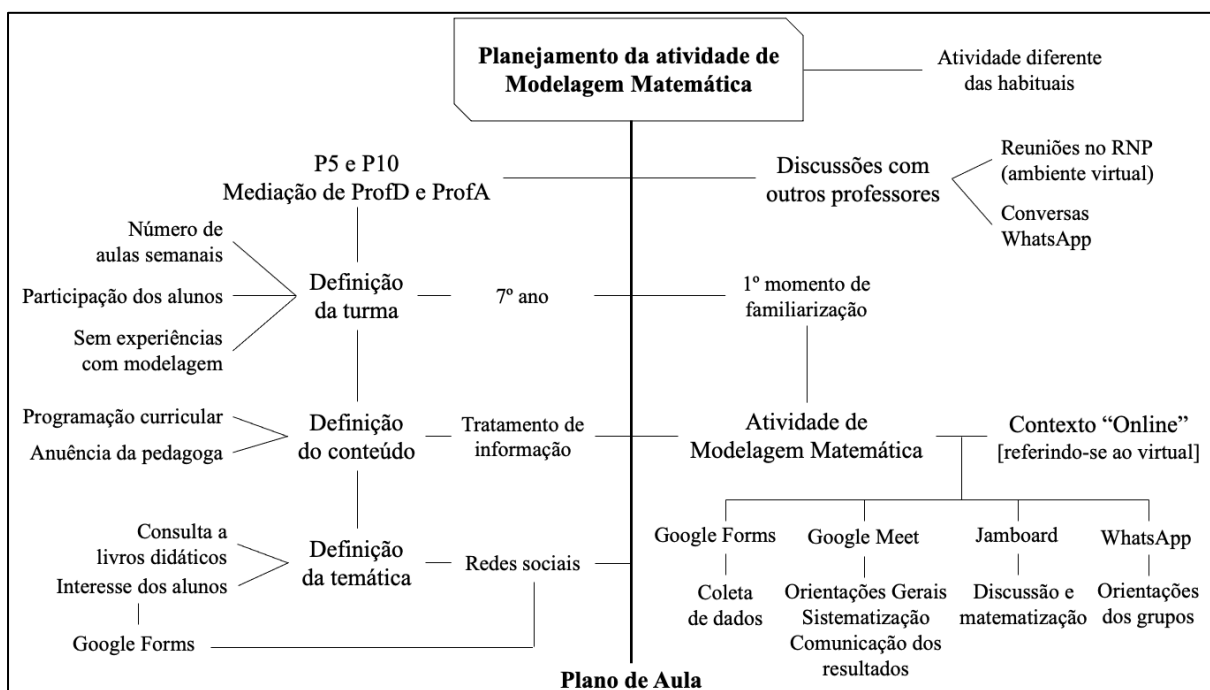 Planejamento da atividade de
Modelagem Matemática
Atividade diferente
das habituais
P5 e P10
Mediação de ProfD e ProfA
Discussões com
outros professores
Reuniões no RNP
(ambiente virtual)
Conversas
WhatsApp
Número de
aulas semanais
Participação dos alunos
Sem experiências
com modelagem
Definição
da turma
7º ano
1º momento de
familiarização
Programação curricular
Anuência da pedagoga
Definição
do conteúdo
Tratamento de
informação
Atividade de
Modelagem Matemática
Contexto “Online”
[referindo-se ao virtual]
Consulta a
livros didáticos
Interesse dos alunos
Google Forms
Definição
da temática
Redes sociais
Google Forms
Coleta
de dados
Google Meet
Orientações Gerais
Sistematização
Comunicação dos
resultados
Jamboard
Discussão e
matematização
WhatsApp
Orientações
dos grupos
Plano de Aula